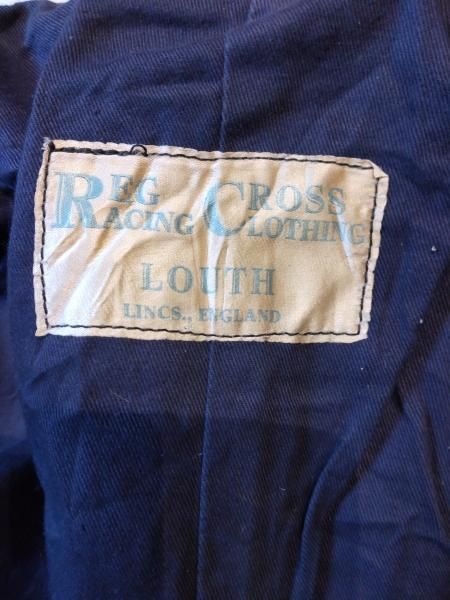 REG CROSS
RACING CLOTHING
LOUTH
LINCS., ENGLAND